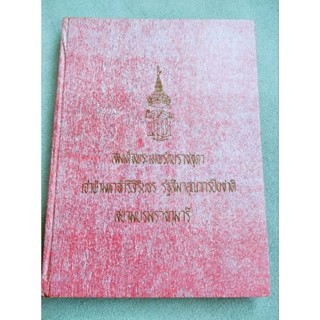 สมเด็จพระเทพรัตนราชสุดา
เจ้าฟ้ามหาจักรีสิรินธร รัฐสีมาคุณากรปิยชาติ
สยามบรมราชกุมารี